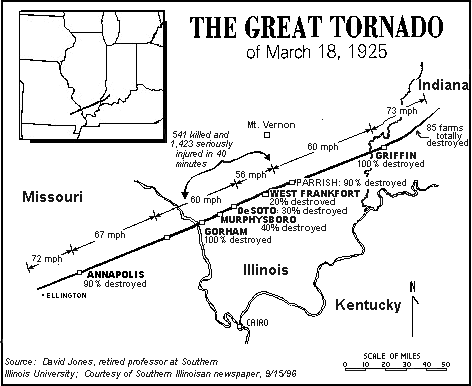 THE GREAT TORNADO
of March 18, 1925
Indiana
73 mph
Mt. Vernon
541 killed and
1,423 seriously
injured in 40
minutes
60 mph
85 farms
totally
destroyed
GRIFFIN
100% destroyed
56 mph
PARRISH: 90% destroyed
Missouri
60 mph
WEST FRANKFORT
20% destroyed
DeSOTO: 30% destroyed
MURPHYSBORO
40% destroyed
67 mph
GORHAM
100% destroyed
72 mph
ANNAPOLIS
90% destroyed
Illinois
ELLINGTON
Kentucky
CAIRO
N
Source: David Jones, retired professor at Southern
Illinois University; Courtesy of Southern Illinoisan newspaper, 9/15/96
SCALE OF MILES
0 10 20 30 40 50